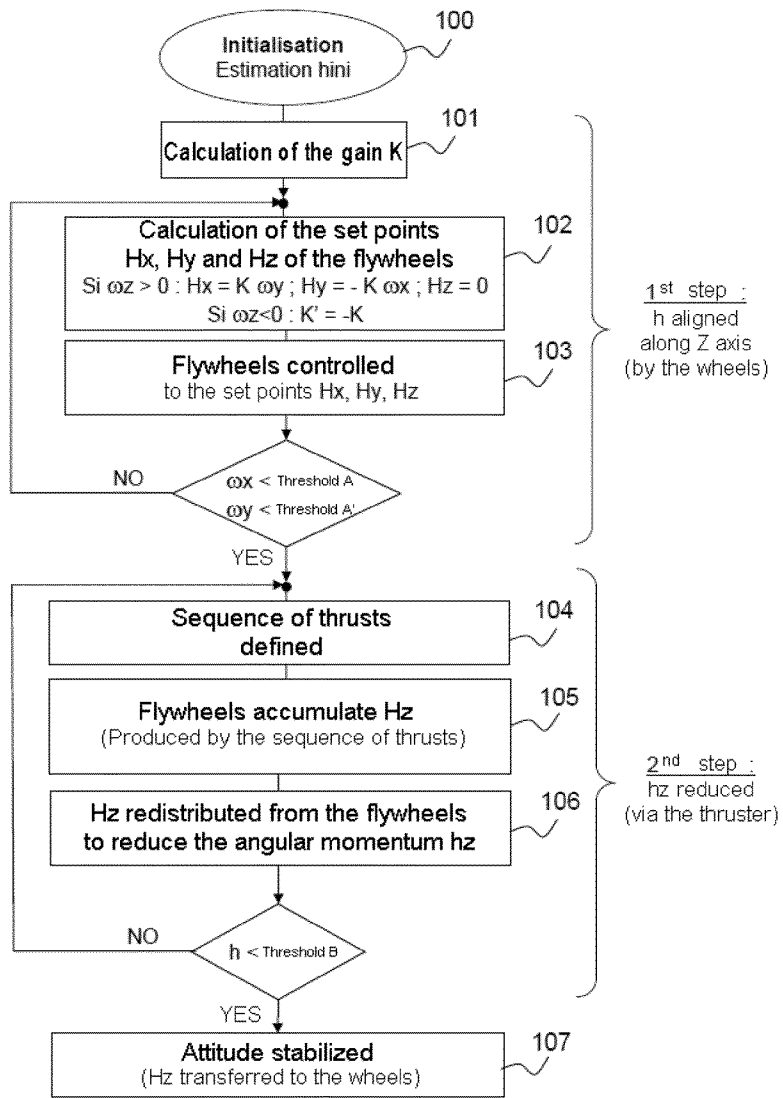 100
Initialisation
Estimation hini
101
Calculation of the gain K
102
Calculation of the set points
Hx, Hy and Hz of the flywheels
Si ωz > 0 : Hx = K ωy ; Hy = - K ωx ; Hz = 0
Si ωz<0 : K' = -K
103
Flywheels controlled
to the set points Hx, Hy, Hz
1st step :
h aligned
along Z axis
(by the wheels)
NO
ωx < Threshold A
ωy < Threshold A'
YES
104
Sequence of thrusts
defined
105
Flywheels accumulate Hz
(Produced by the sequence of thrusts)
106
Hz redistributed from the flywheels
to reduce the angular momentum hz
2nd step :
hz reduced
(via the thruster)
NO
h < Threshold B
YES
107
Attitude stabilized
(Hz transferred to the wheels)